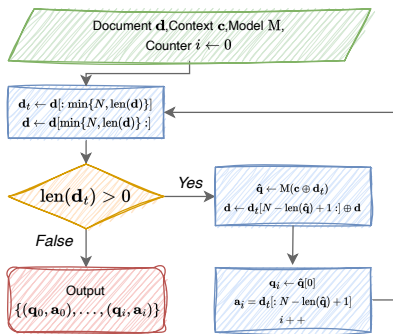 Document d,Context c,Model M,
Counter i ← 0
d_t ← d[: min{N, len(d)}]
d ← d[min{N, len(d)} :]
len(d_t) > 0
Yes
False
q̂ ← M(c ⊕ d_t)
d ← d_t[N − len(q̂) + 1 :] ⊕ d
q_i ← q̂[0]
a_i = d_t[: N − len(q̂) + 1]
i + +
Output
{(q_0, a_0), . . . , (q_i, a_i)}